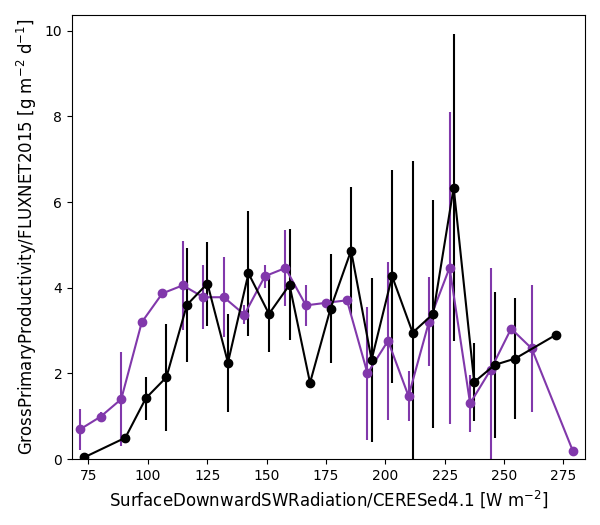 GrossPrimaryProductivity/FLUXNET2015 [g m⁻² d⁻¹]
10
8
6
4
2
0
75 100 125 150 175 200 225 250 275
SurfaceDownwardSWRadiation/CERESed4.1 [W m⁻²]